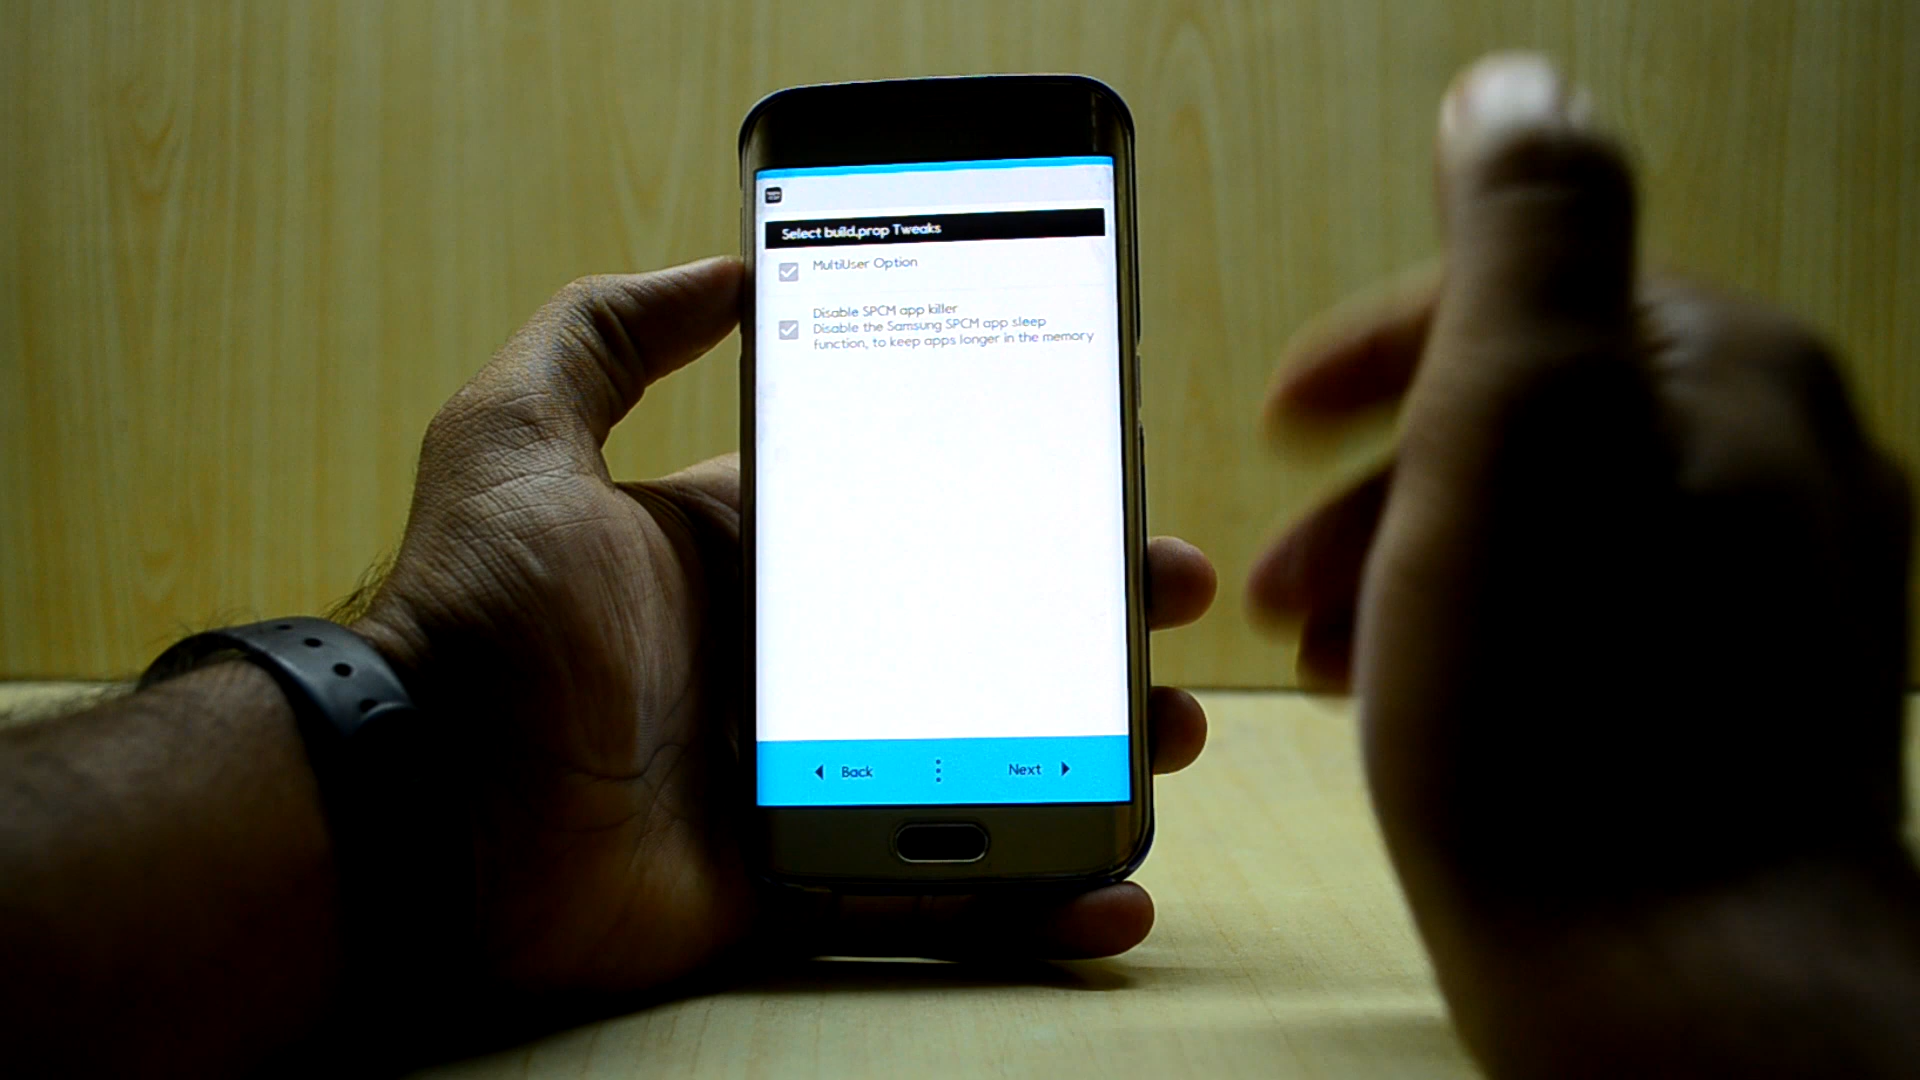 Select build.prop Tweaks
MultiUser Option
Disable SPCM app killer
Disable the Samsung SPCM app sleep
function, to keep apps longer in the memory
Back
Next